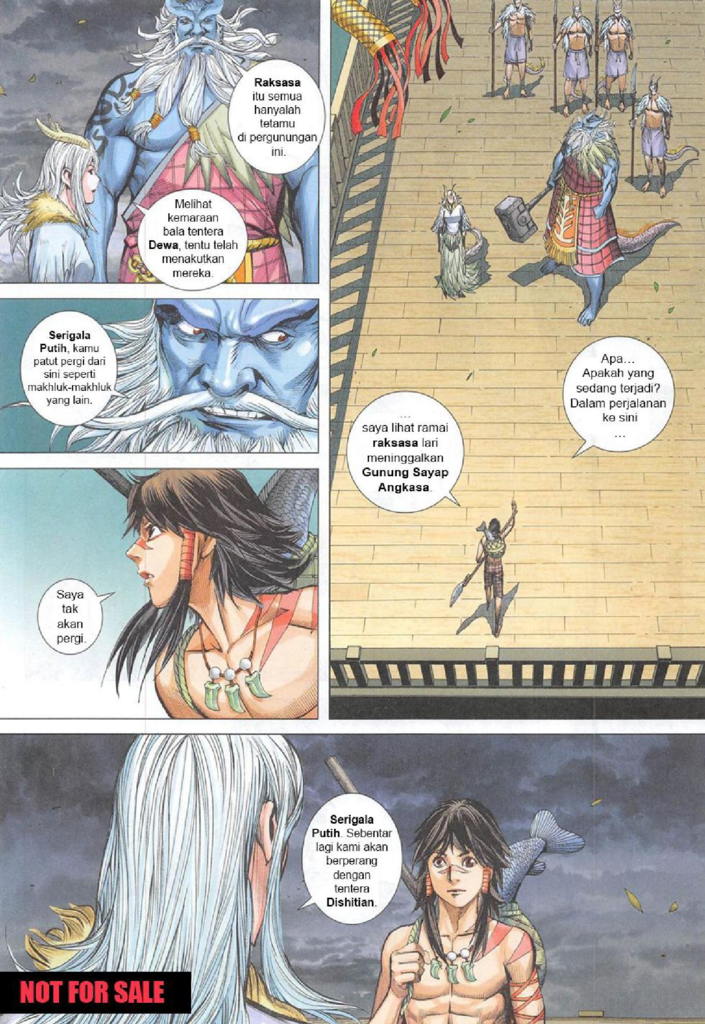 Apa...
Apakah yang
sedang terjadi?
Dalam perjalanan
ke sini
...
...
saya lihat ramai
raksasa lari
meninggalkan
Gunung Sayap
Angkasa.
Raksasa
itu semua
hanyalah
tetamu
di pergunungan
ini.
Melihat
kemaraan
bala tentera
Dewa, tentu telah
menakutkan
mereka.
Serigala
Putih, kamu
patut pergi dari
sini seperti
makhluk-makhluk
yang lain.
Saya
tak
akan
pergi.
Serigala
Putih. Sebentar
lagi kami akan
berperang
dengan
tentera
Dishitian.
NOT FOR SALE